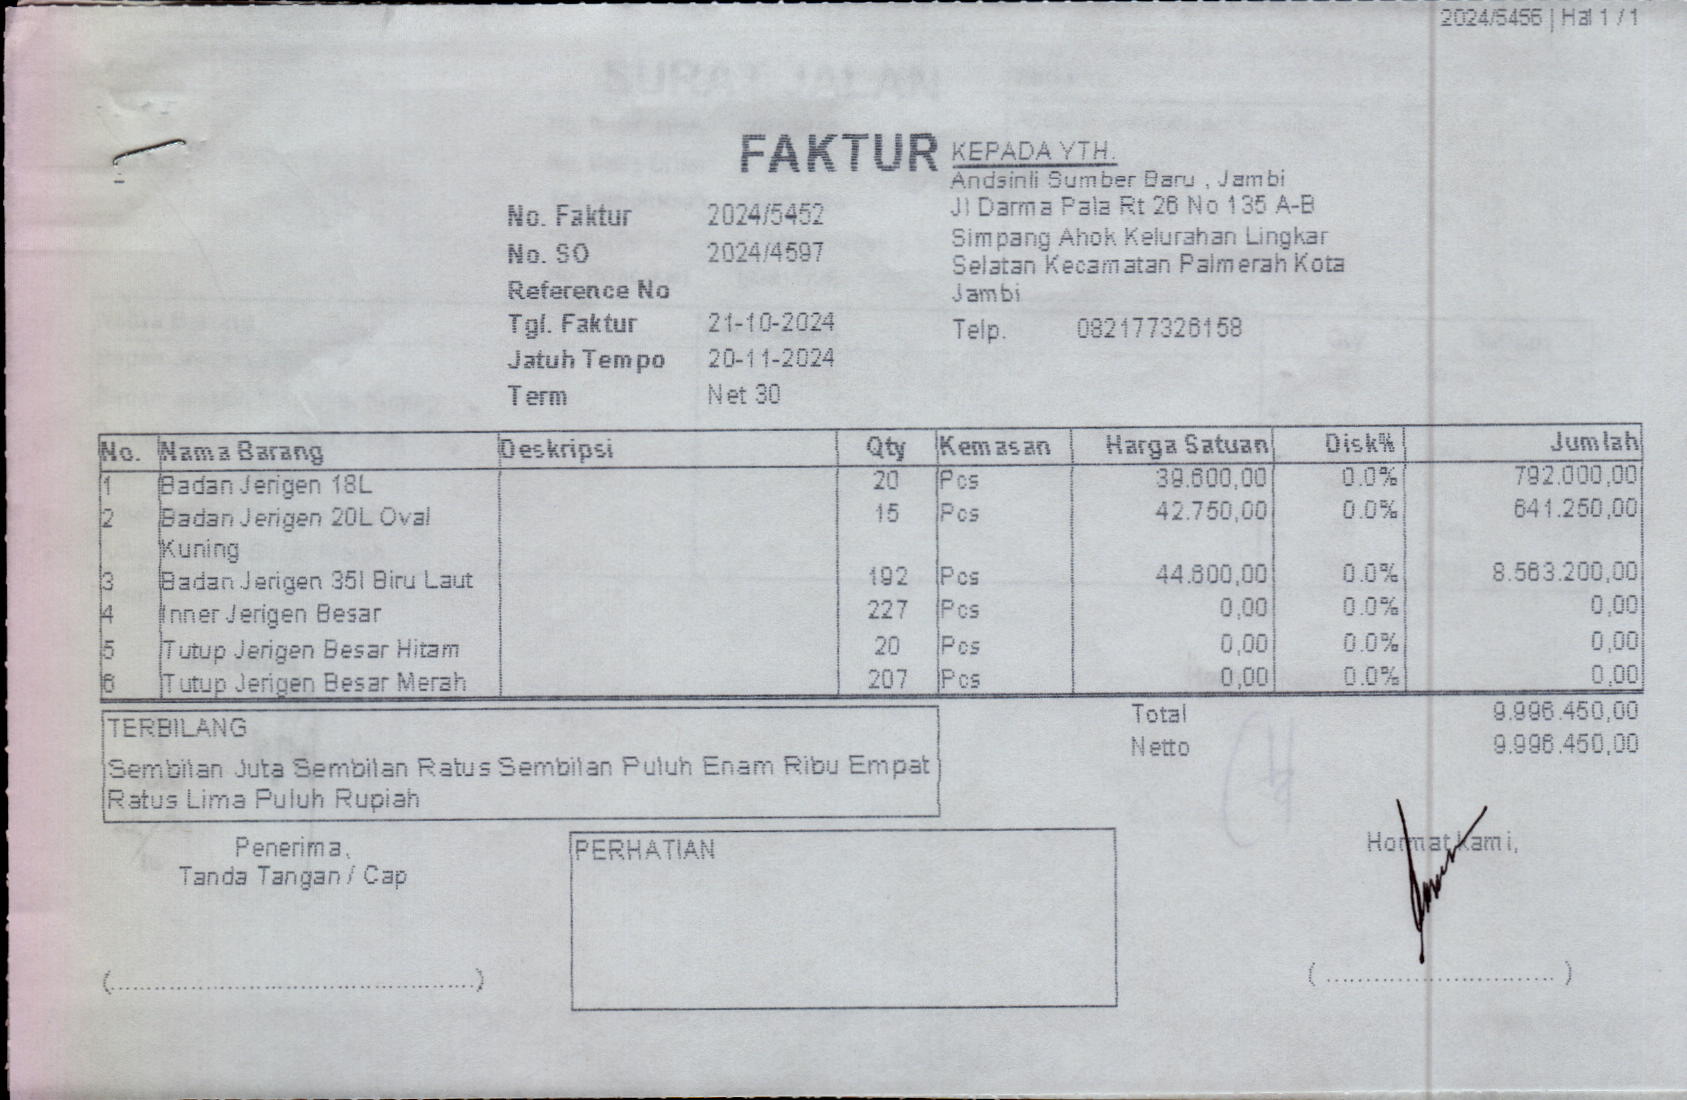 2024/5455 | Hal 1 / 1
FAKTUR
KEPADA YTH.
Andsinli Sumber Baru , Jambi
Jl Darma Pala Rt 26 No 135 A-B
Simpang Ahok Kelurahan Lingkar
Selatan Kecamatan Palmerah Kota
Jambi
Telp. 082177326158
No. Faktur 2024/5452
No. SO 2024/4597
Reference No
Tgl. Faktur 21-10-2024
Jatuh Tempo 20-11-2024
Term Net 30
No. Nama Barang Deskripsi Qty Kemasan Harga Satuan Disk% Jumlah
1 Badan Jerigen 18L 20 Pcs 39.600,00 0.0% 792.000,00
2 Badan Jerigen 20L Oval 15 Pcs 42.750,00 0.0% 641.250,00
Kuning
3 Badan Jerigen 35l Biru Laut 192 Pcs 44.600,00 0.0% 8.563.200,00
4 Inner Jerigen Besar 227 Pcs 0,00 0.0% 0,00
5 Tutup Jerigen Besar Hitam 20 Pcs 0,00 0.0% 0,00
6 Tutup Jerigen Besar Merah 207 Pcs 0,00 0.0% 0,00
Total 9.996.450,00
Netto 9.996.450,00
TERBILANG
Sembilan Juta Sembilan Ratus Sembilan Puluh Enam Ribu Empat
Ratus Lima Puluh Rupiah
Penerima,
Tanda Tangan / Cap
(..............................................)
PERHATIAN
Hormat kami,
( ............................. )
SURAT JALAN